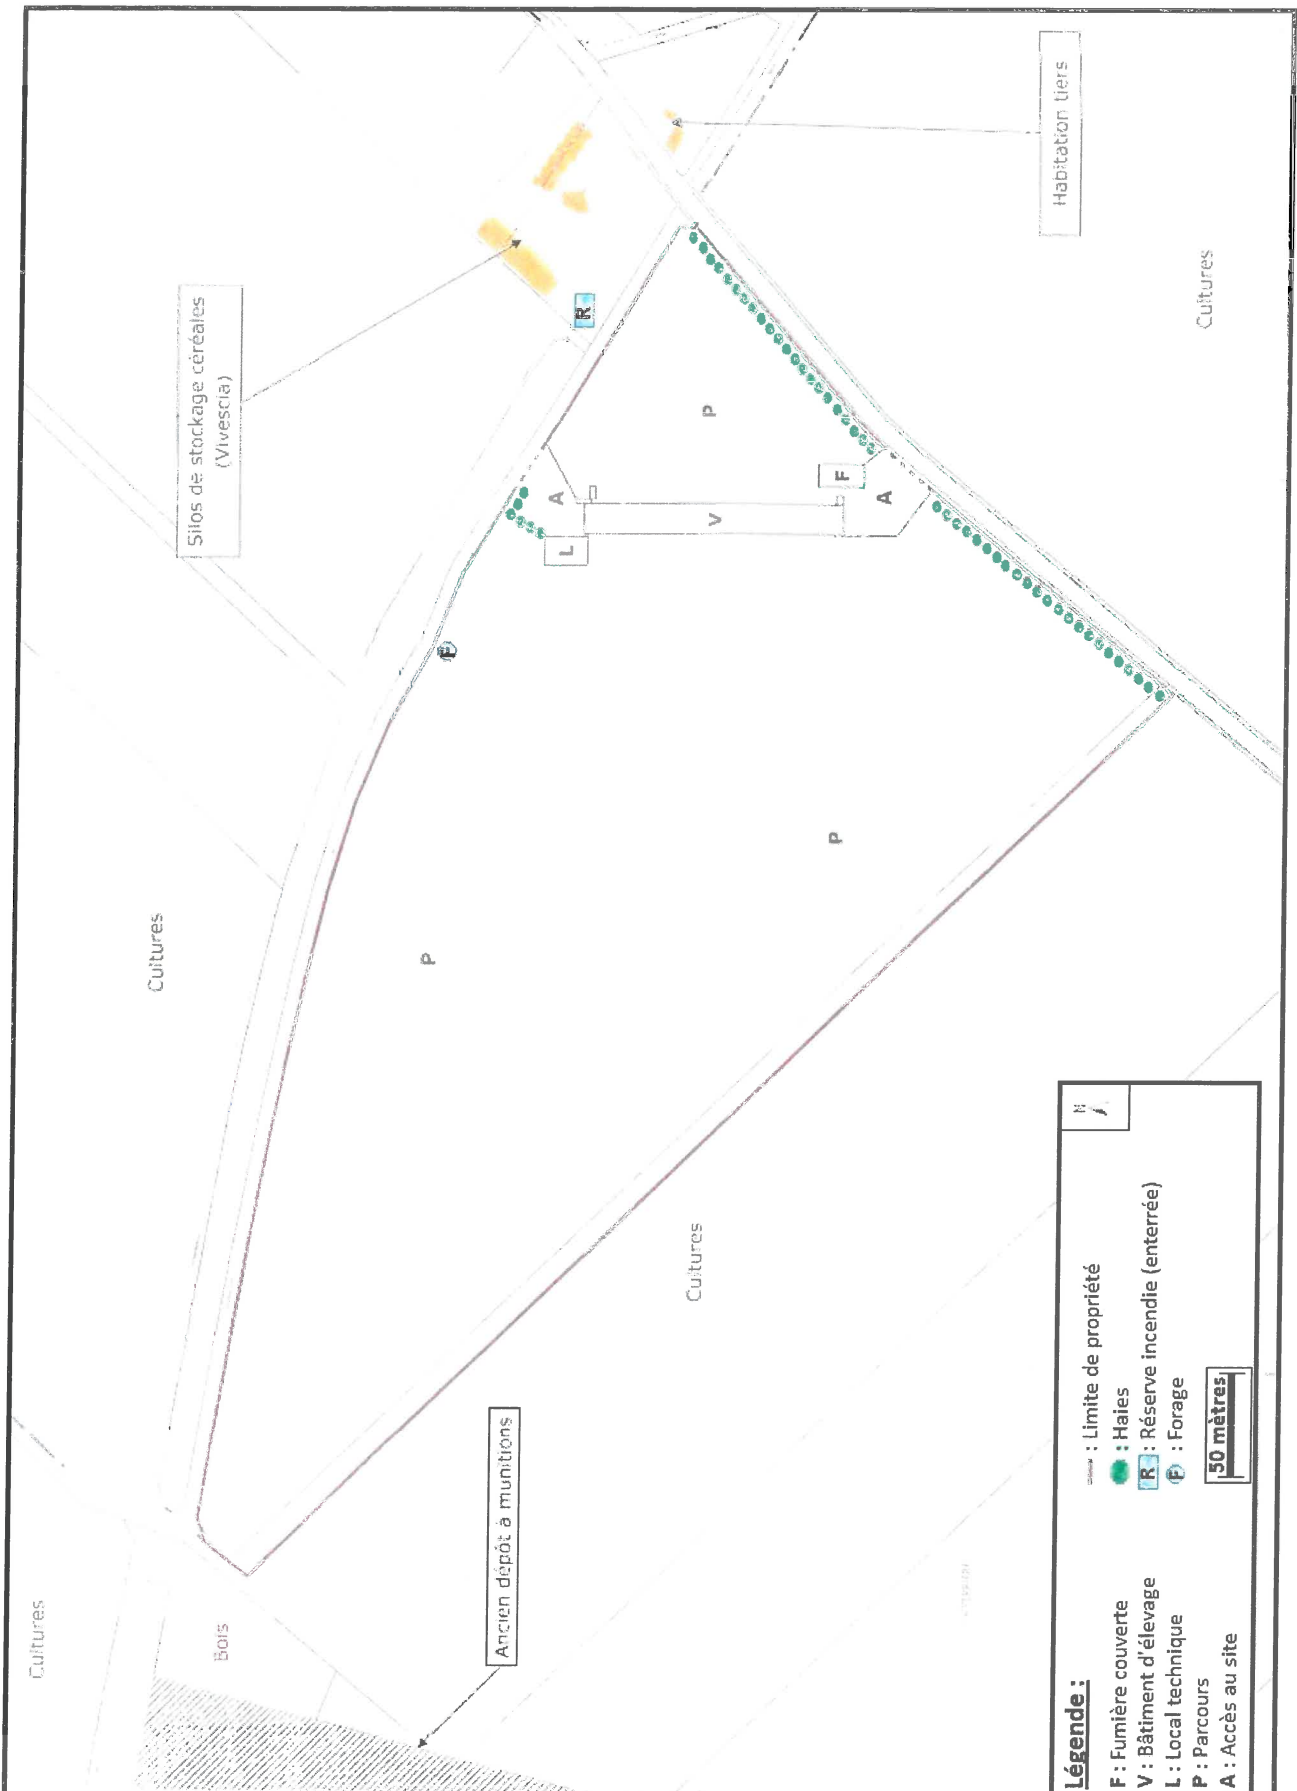 Cultures
Bois
Ancien dépôt à munitions
Cultures
Cultures
Silos de stockage céréales
(Vivescia)
Habitation tiers
Cultures
R
F
L
A
V
F
A
P
P
P
N
Légende :
F : Fumière couverte
V : Bâtiment d'élevage
L : Local technique
P : Parcours
A : Accès au site
: Limite de propriété
: Haies
R : Réserve incendie (enterrée)
F : Forage
50 mètres